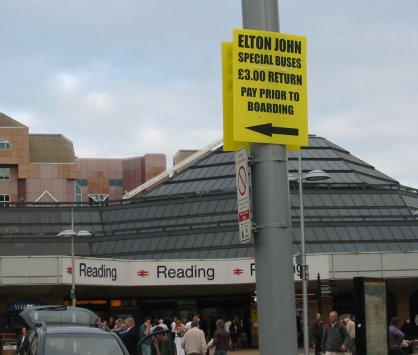 ELTON JOHN
SPECIAL BUSES
£3.00 RETURN
PAY PRIOR TO
BOARDING
Reading
Reading